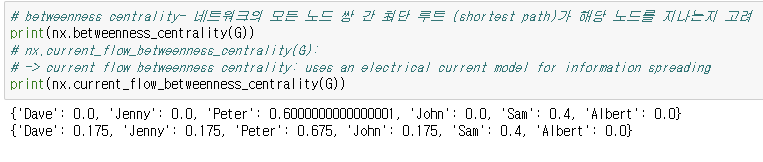 # betweenness centrality- 네트워크의 모든 노드 쌍 간 최단 루트 (shortest path)가 해당 노드를 지나는지 고려
print(nx.betweenness_centrality(G))
# nx.current_flow_betweenness_centrality(G):
# -> current flow betweenness centrality: uses an electrical current model for information spreading
print(nx.current_flow_betweenness_centrality(G))
{'Dave': 0.0, 'Jenny': 0.0, 'Peter': 0.6000000000000001, 'John': 0.0, 'Sam': 0.4, 'Albert': 0.0}
{'Dave': 0.175, 'Jenny': 0.175, 'Peter': 0.675, 'John': 0.175, 'Sam': 0.4, 'Albert': 0.0}